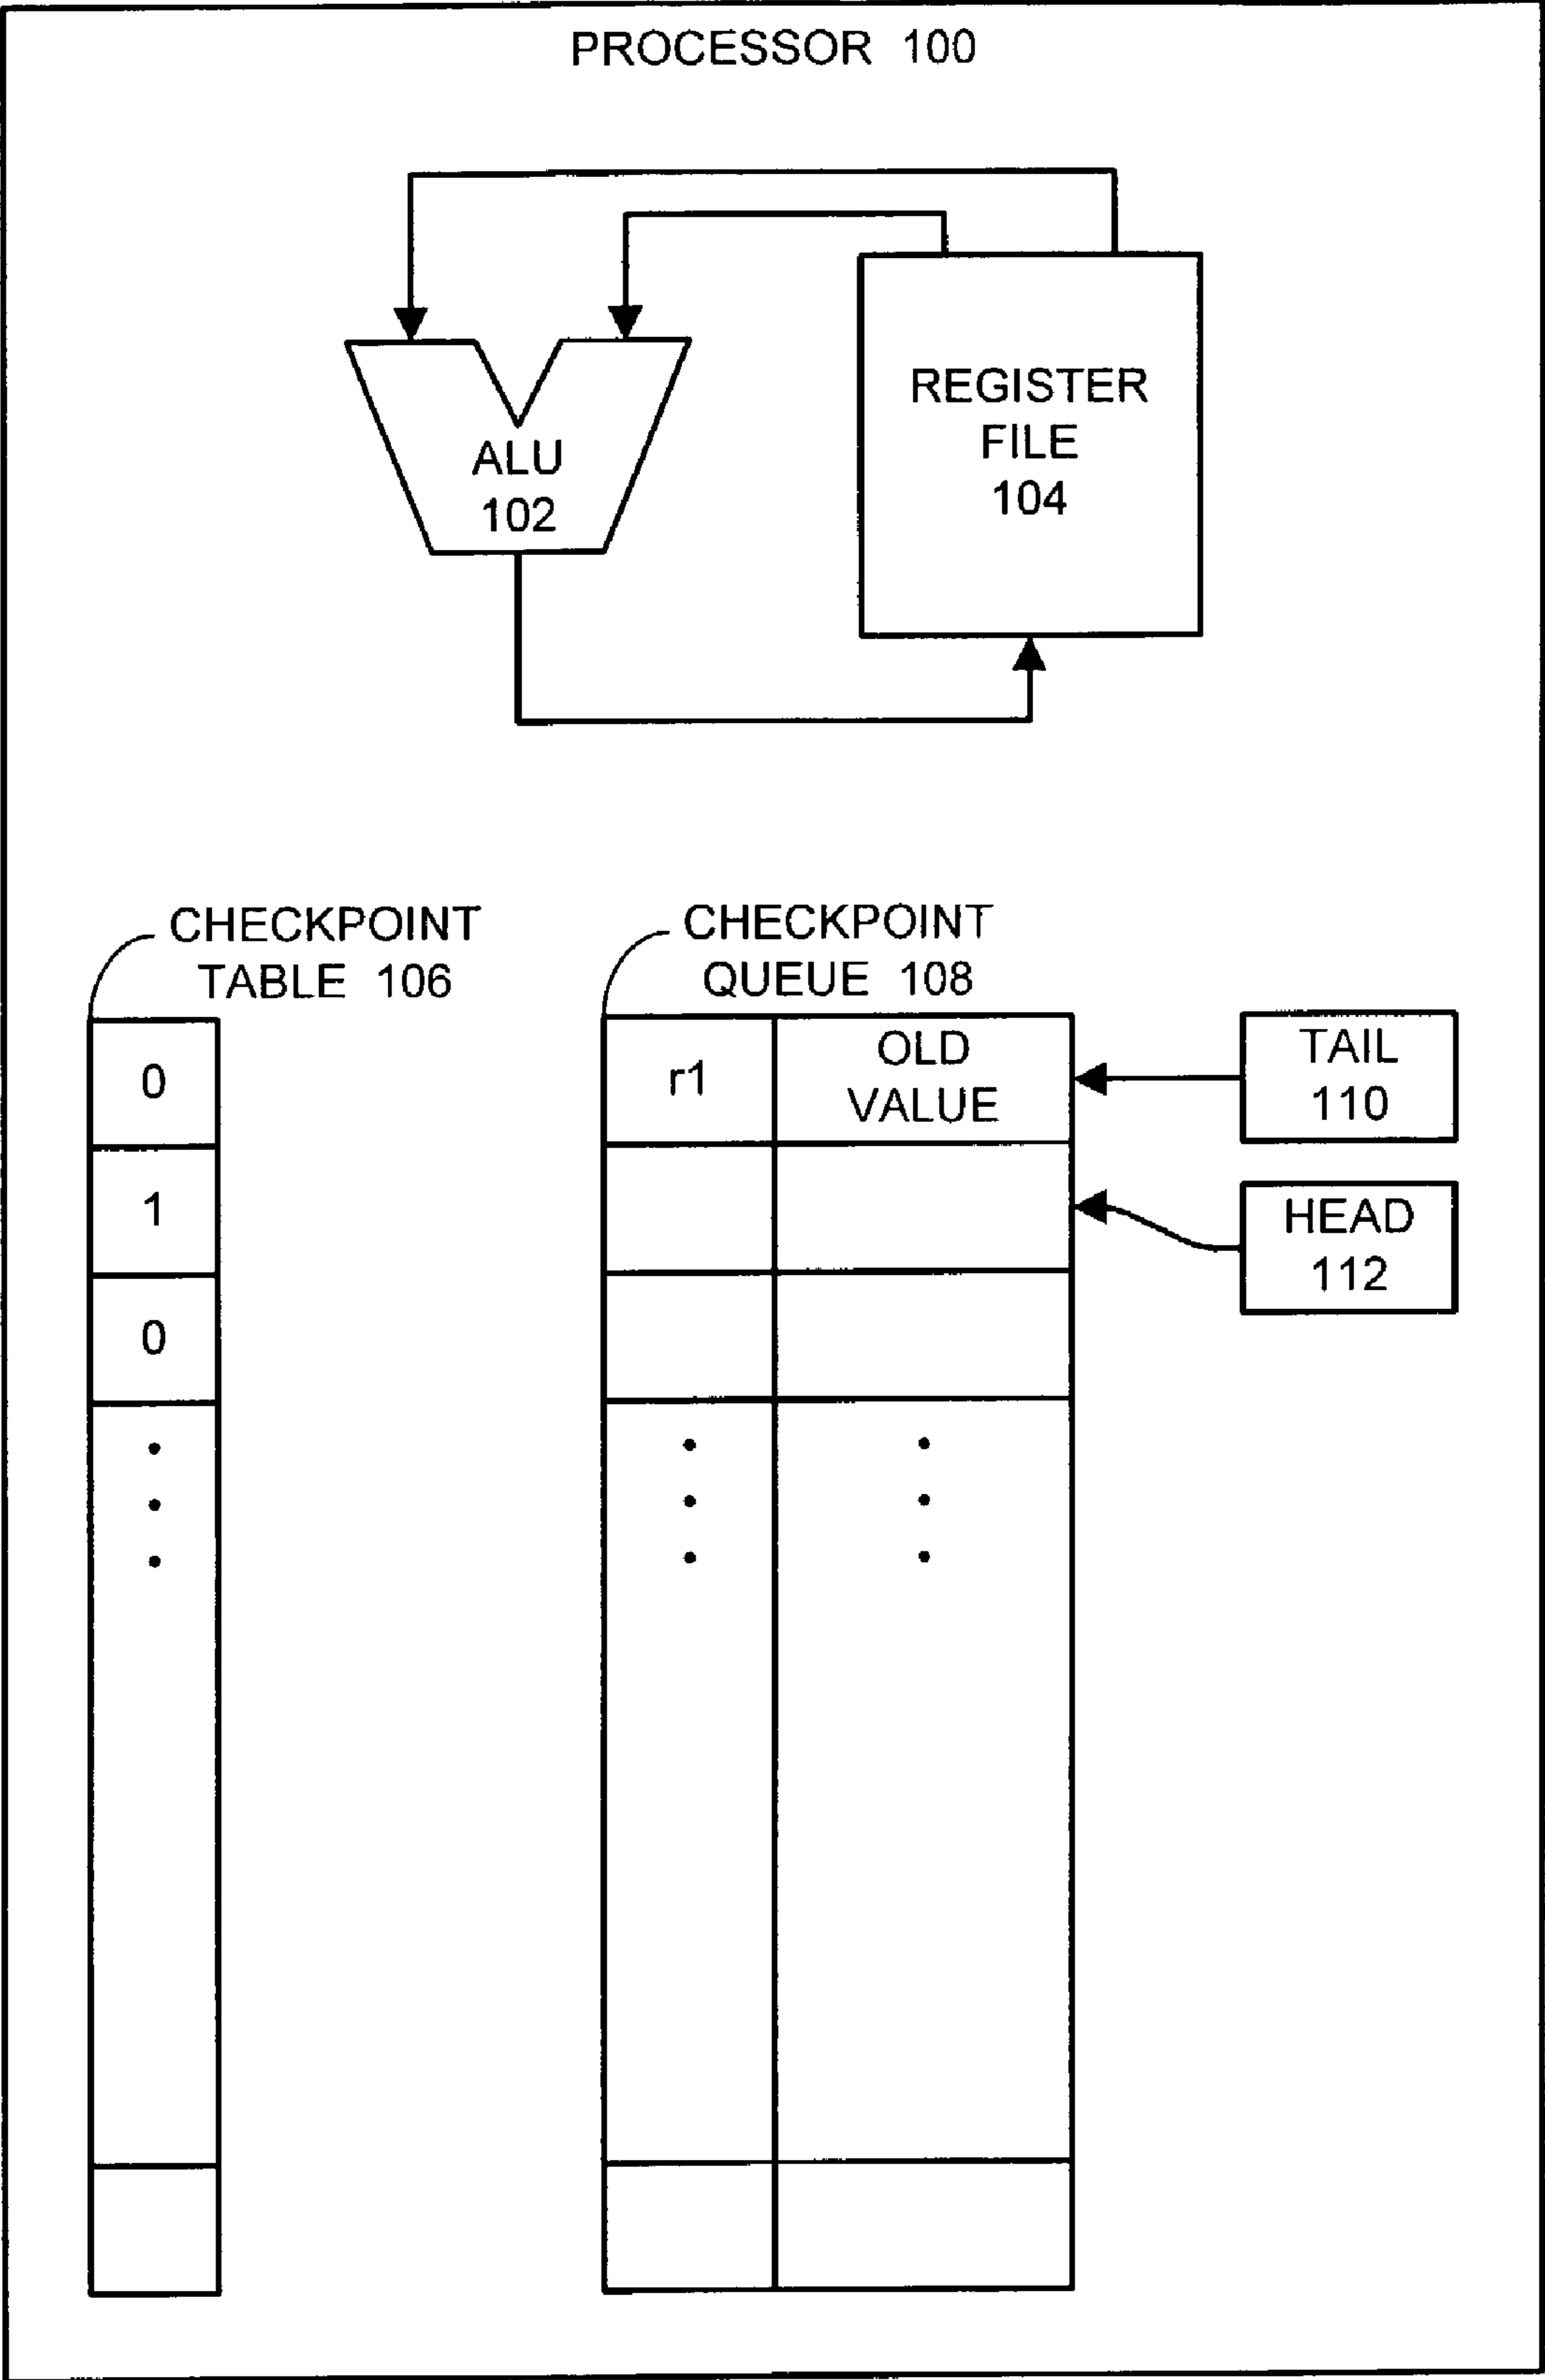 PROCESSOR 100
REGISTER
FILE
104
ALU
102
CHECKPOINT
TABLE 106
0
1
0
CHECKPOINT
QUEUE 108
r1
OLD
VALUE
TAIL
110
HEAD
112